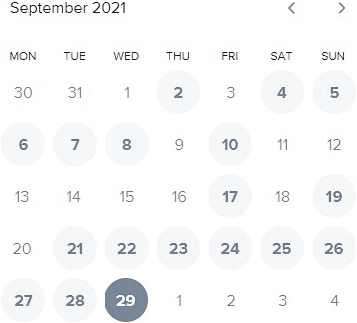 September 2021
MON TUE WED THU FRI SAT SUN
30 31 1 2 3 4 5
6 7 8 9 10 11 12
13 14 15 16 17 18 19
20 21 22 23 24 25 26
27 28 29 1 2 3 4